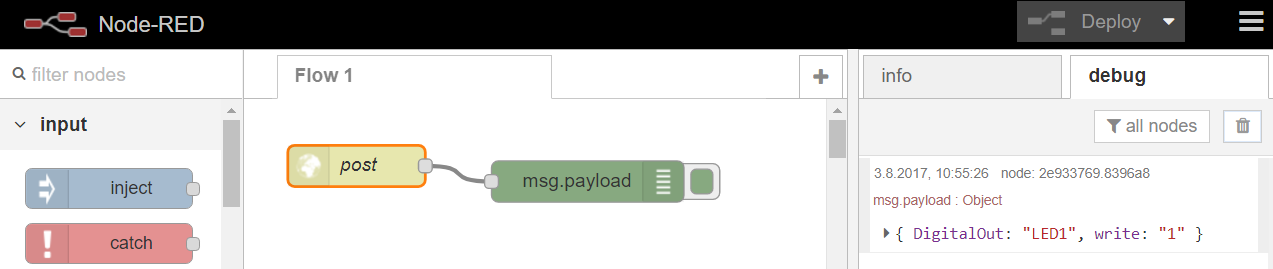 Node-RED
Deploy
filter nodes
Flow 1
info
debug
input
all nodes
post
msg.payload
inject
catch
3.8.2017, 10:55:26 node: 2e933769.8396a8
msg.payload : Object
{ DigitalOut: "LED1", write: "1" }